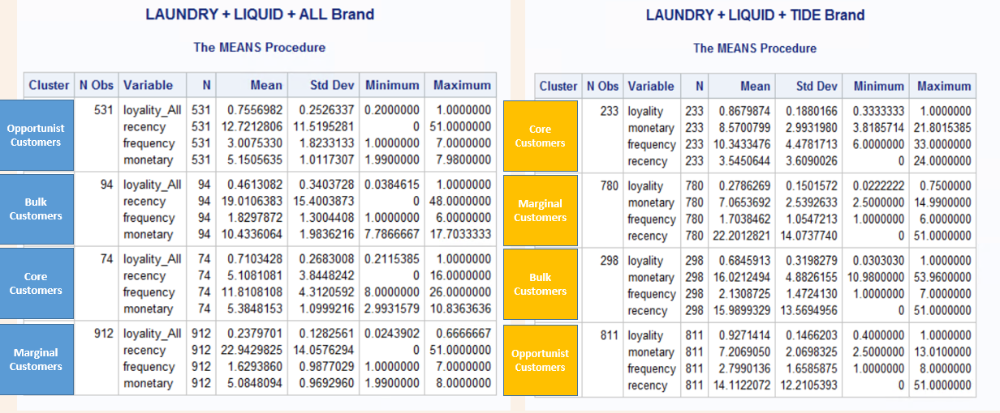 LAUNDRY + LIQUID + ALL Brand
The MEANS Procedure
Cluster N Obs Variable N Mean Std Dev Minimum Maximum
Opportunist
Customers
531 loyality_All 531 0.7556982 0.2526337 0.2000000 1.0000000
recency 531 12.7212806 11.5195281 0 51.0000000
frequency 531 3.0075330 1.8233133 1.0000000 7.0000000
monetary 531 5.1505635 1.0117307 1.9900000 7.9800000
Bulk
Customers
94 loyality_All 94 0.4613082 0.3403728 0.0384615 1.0000000
recency 94 19.0106383 15.4003873 0 48.0000000
frequency 94 1.8297872 1.3004408 1.0000000 6.0000000
monetary 94 10.4336064 1.9836216 7.7866667 17.7033333
Core
Customers
74 loyality_All 74 0.7103428 0.2683008 0.2115385 1.0000000
recency 74 5.1081081 3.8448242 0 16.0000000
frequency 74 11.8108108 4.3120592 8.0000000 26.0000000
monetary 74 5.3848153 1.0999216 2.9931579 10.8363636
Marginal
Customers
912 loyality_All 912 0.2379701 0.1282561 0.0243902 0.6666667
recency 912 22.9429825 14.0576294 0 51.0000000
frequency 912 1.6293860 0.9877029 1.0000000 7.0000000
monetary 912 5.0848094 0.9692960 1.9900000 8.0000000
LAUNDRY + LIQUID + TIDE Brand
The MEANS Procedure
Cluster N Obs Variable N Mean Std Dev Minimum Maximum
Core
Customers
233 loyality 233 0.8679874 0.1880166 0.3333333 1.0000000
monetary 233 8.5700799 2.9931980 3.8185714 21.8015385
frequency 233 10.3433476 4.4781713 6.0000000 33.0000000
recency 233 3.5450644 3.6090026 0 24.0000000
Marginal
Customers
780 loyality 780 0.2786269 0.1501572 0.0222222 0.7500000
monetary 780 7.0653692 2.5392633 2.5000000 14.9900000
frequency 780 1.7038462 1.0547213 1.0000000 6.0000000
recency 780 22.2012821 14.0737740 0 51.0000000
Bulk
Customers
298 loyality 298 0.6845913 0.3198279 0.0303030 1.0000000
monetary 298 16.0212494 4.8826155 10.9800000 53.9600000
frequency 298 2.1308725 1.4724130 1.0000000 7.0000000
recency 298 15.9899329 13.5694956 0 51.0000000
Opportunist
Customers
811 loyality 811 0.9271414 0.1466203 0.4000000 1.0000000
monetary 811 7.2069050 2.0698325 2.5000000 13.0100000
frequency 811 2.7990136 1.6585875 1.0000000 8.0000000
recency 811 14.1122072 12.2105393 0 51.0000000